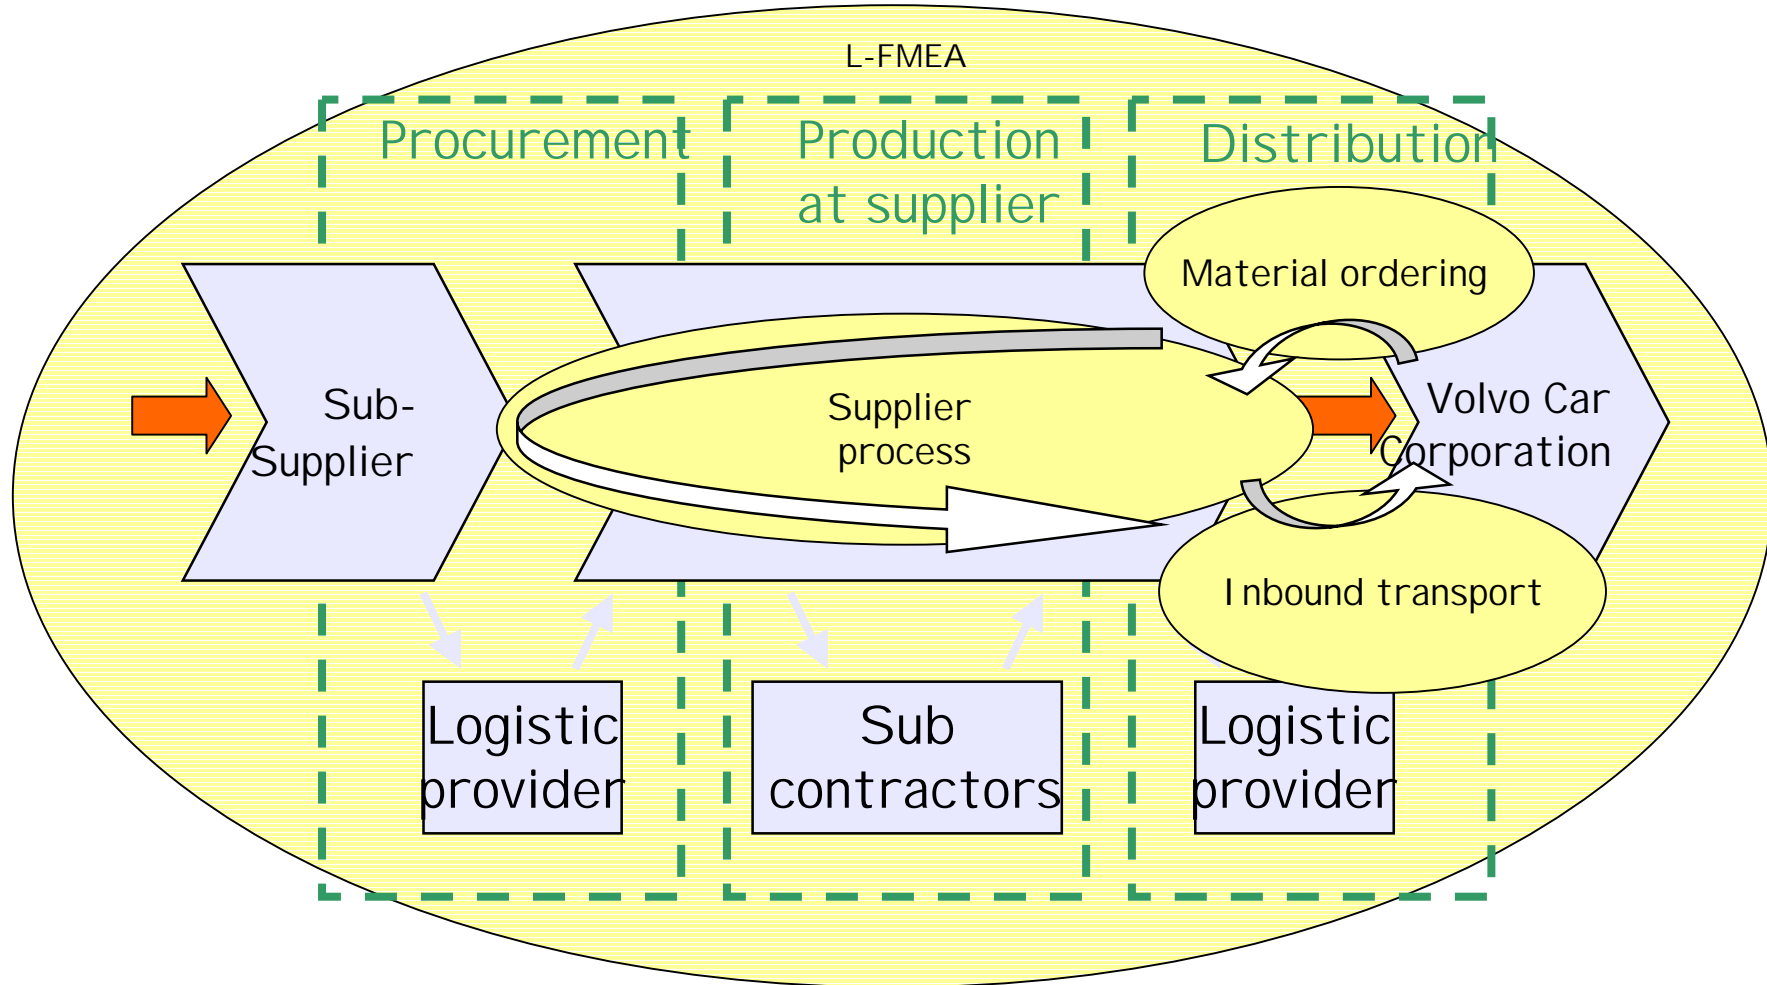 L-FMEA
Procurement
Production
at supplier
Distribution
Material ordering
Sub-
Supplier
Supplier
process
Volvo Car
Corporation
Inbound transport
Logistic
provider
Sub
contractors
Logistic
provider